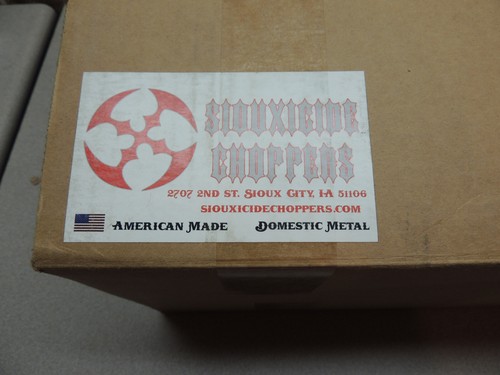 SIOUXICIDE
CHOPPERS
2707 2ND ST. SIOUX CITY, IA 51106
SIOUXICIDECHOPPERS.COM
AMERICAN MADE DOMESTIC METAL